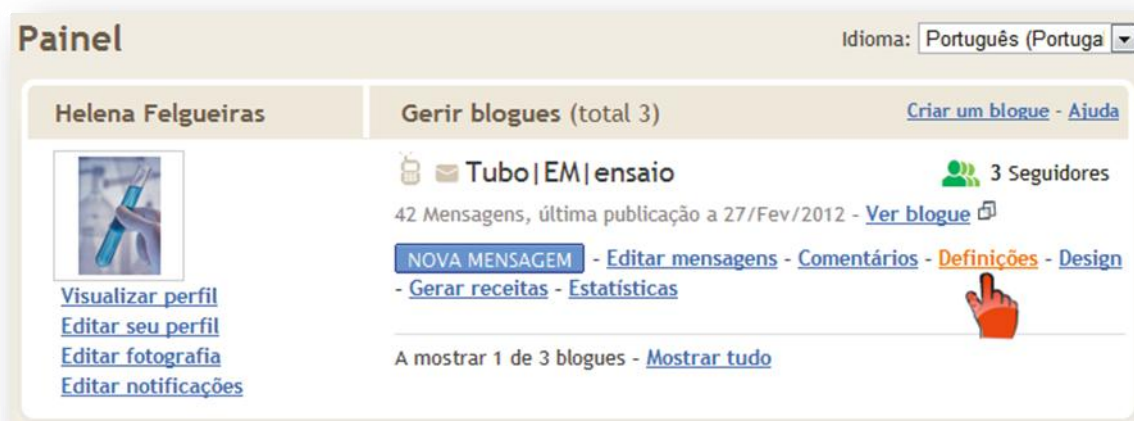 Painel
Idioma: Português (Portugal
Helena Felgueiras
Gerir blogues (total 3)
Criar um blogue - Ajuda
Tubo|EM|ensaio
3 Seguidores
42 Mensagens, última publicação a 27/Fev/2012 - Ver blogue
NOVA MENSAGEM - Editar mensagens - Comentários - Definições - Design
- Gerar receitas - Estatísticas
Visualizar perfil
Editar seu perfil
Editar fotografia
Editar notificações
A mostrar 1 de 3 blogues - Mostrar tudo